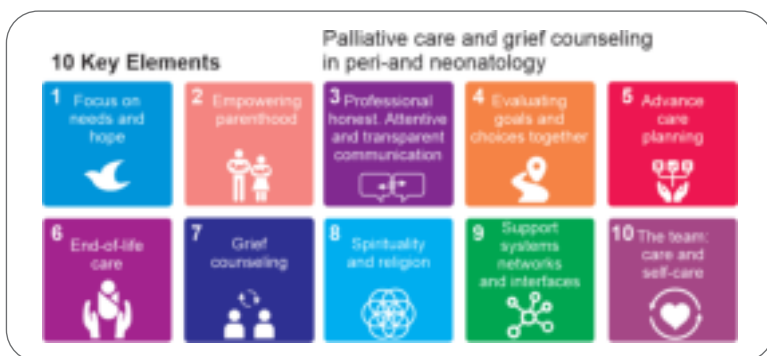 10 Key Elements
Palliative care and grief counseling
in peri-and neonatology
1 Focus on
needs and
hope
2 Empowering
parenthood
3 Professional
honest. Attentive
and transparent
communication
4 Evaluating
goals and
choices together
5 Advance
care
planning
6 End-of-life
care
7 Grief
counseling
8 Spirituality
and religion
9 Support
systems
networks
and interfaces
10 The team:
care and
self-care